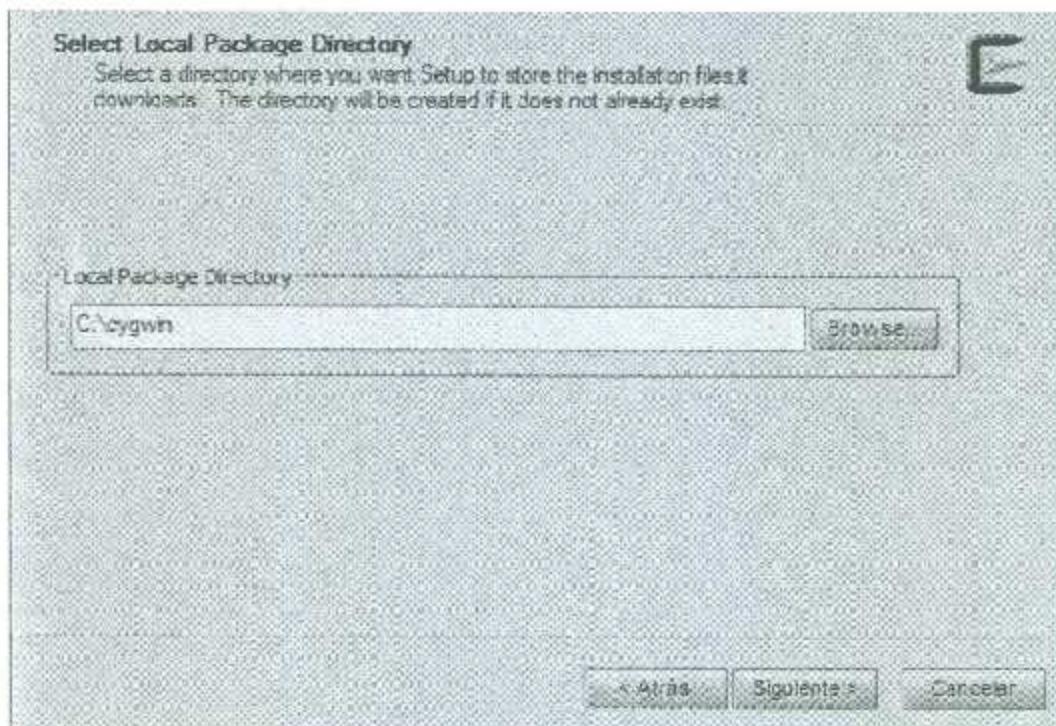 Select Local Package Directory
Select a directory where you want Setup to store the installation files it
downloads. The directory will be created if it does not already exist.
Local Package Directory
C:\cygwin
Browse...
< Atrás
Siguiente >
Cancelar